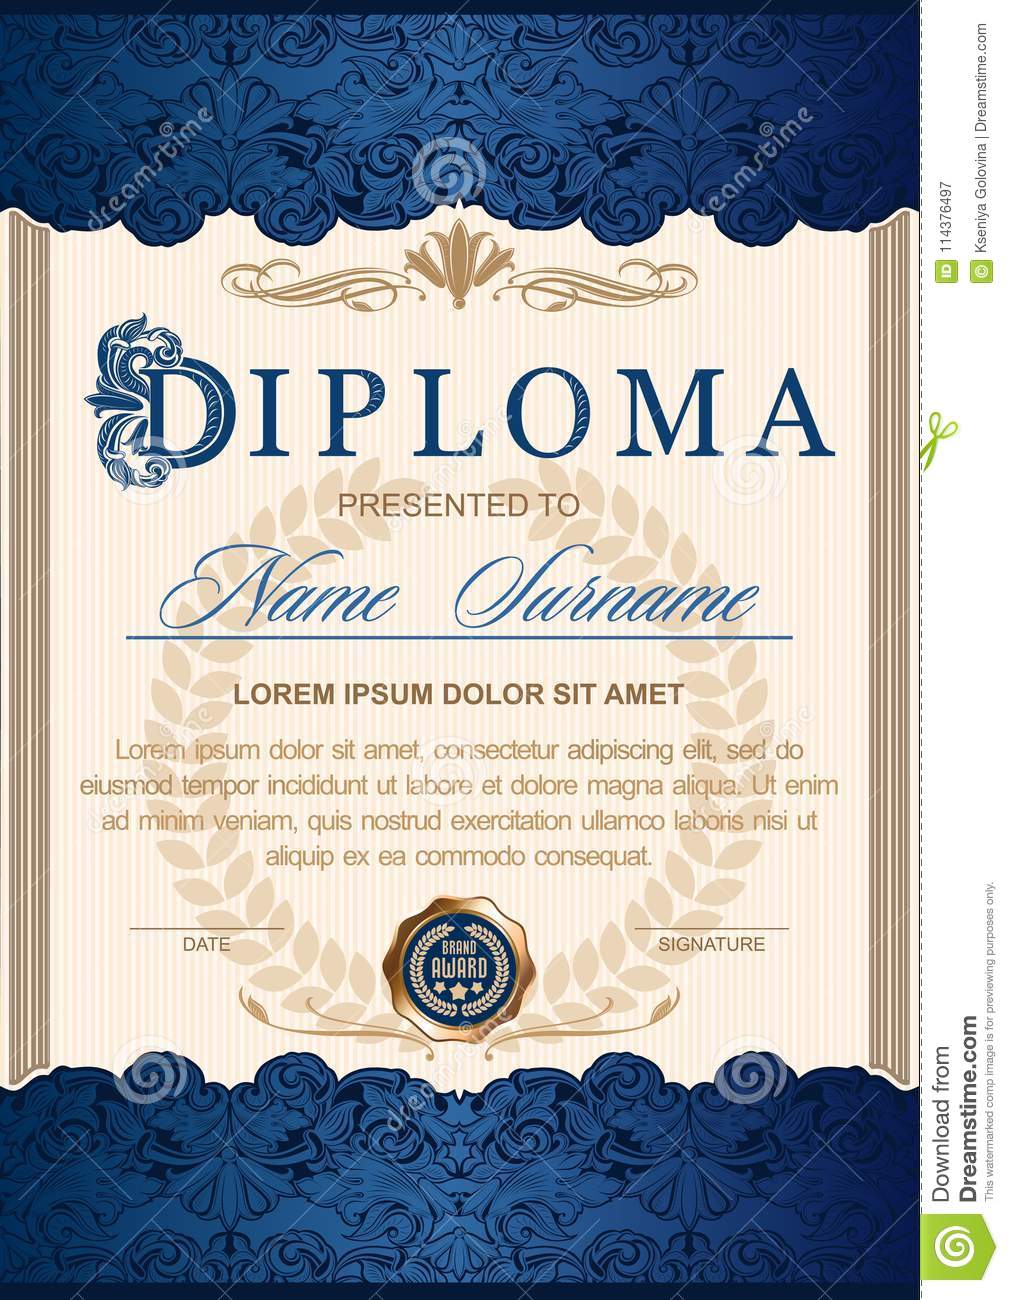 DIPLOMA
PRESENTED TO
Name Surname
LOREM IPSUM DOLOR SIT AMET
Lorem ipsum dolor sit amet, consectetur adipiscing elit, sed do
eiusmod tempor incididunt ut labore et dolore magna aliqua. Ut enim
ad minim veniam, quis nostrud exercitation ullamco laboris nisi ut
aliquip ex ea commodo consequat.
DATE
BRAND
AWARD
SIGNATURE
ID 114376497
© Kseniya Golovina | Dreamstime.com
Download from
Dreamstime.com
This watermarked comp image is for previewing purposes only.
dreamstime